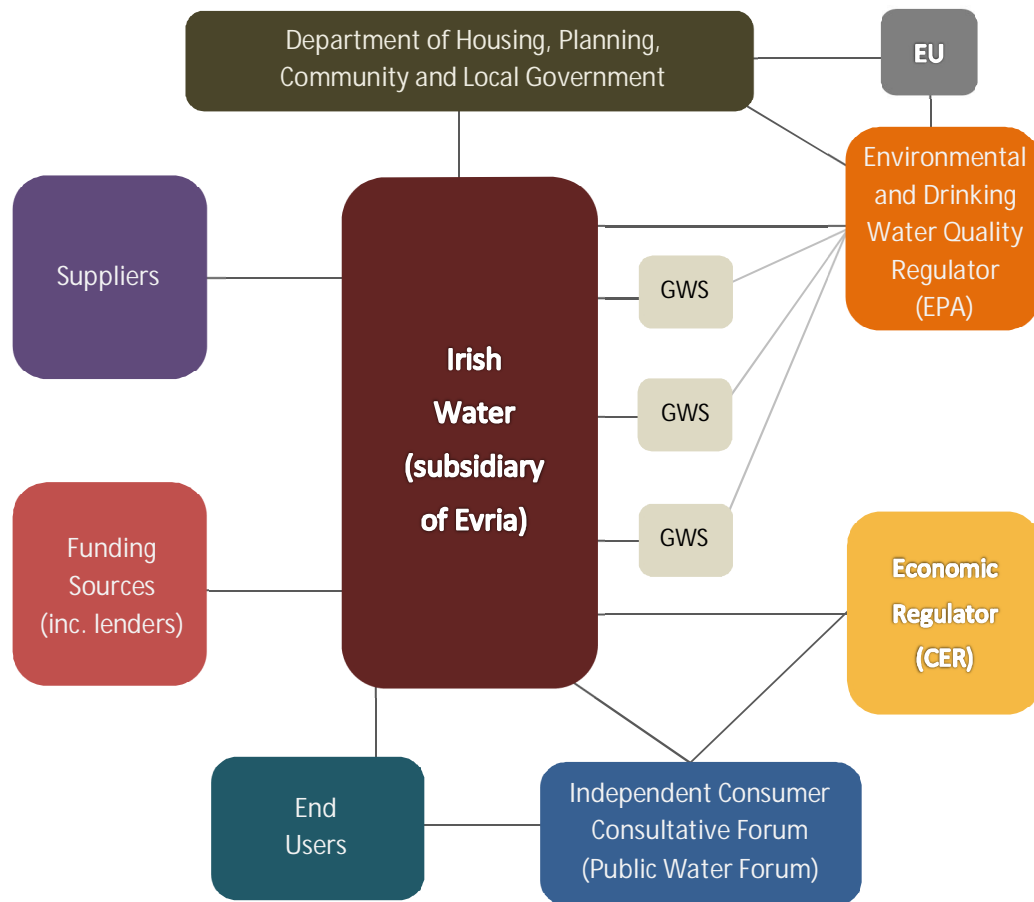 Department of Housing, Planning,
Community and Local Government
EU
Environmental
and Drinking
Water Quality
Regulator
(EPA)
Suppliers
GWS
Irish
Water
(subsidiary
of Evria)
GWS
GWS
Funding
Sources
(inc. lenders)
Economic
Regulator
(CER)
End
Users
Independent Consumer
Consultative Forum
(Public Water Forum)